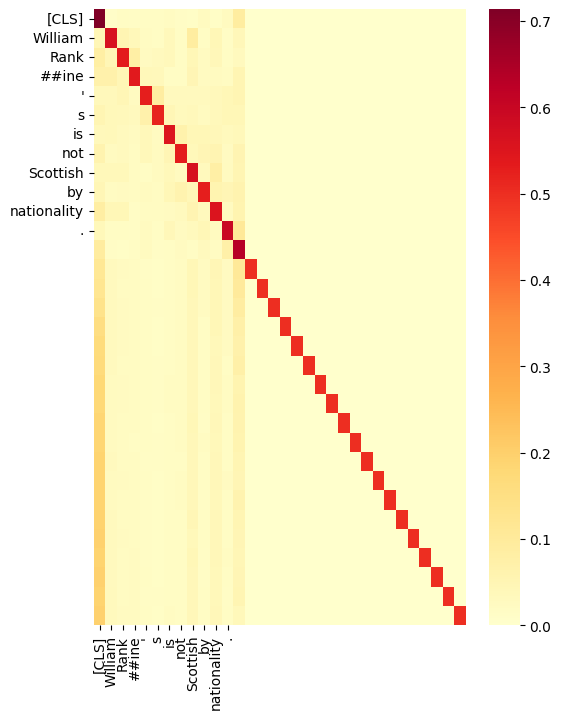 [CLS]
William
Rank
##ine
'
s
is
not
Scottish
by
nationality
.
[CLS]
William
Rank
##ine
'
s
is
not
Scottish
by
nationality
.
0.7
0.6
0.5
0.4
0.3
0.2
0.1
0.0